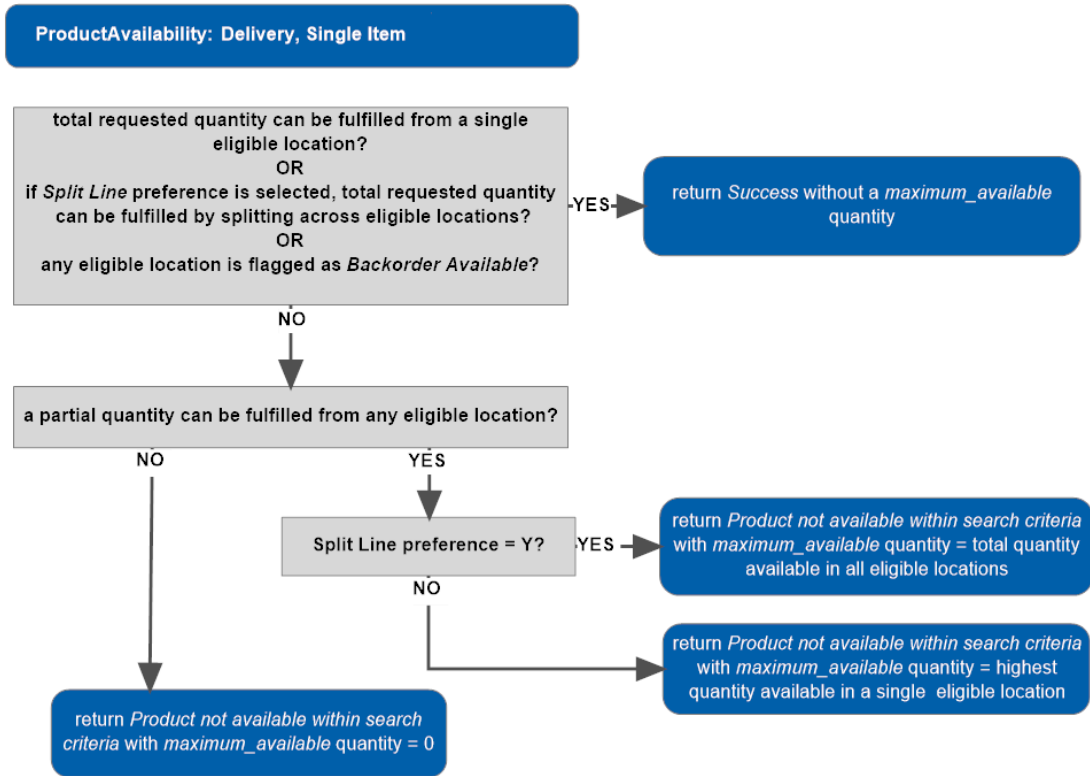 ProductAvailability: Delivery, Single Item
total requested quantity can be fulfilled from a single
eligible location?
OR
if Split Line preference is selected, total requested quantity
can be fulfilled by splitting across eligible locations?
OR
any eligible location is flagged as Backorder Available?
YES
return Success without a maximum_available
quantity
NO
a partial quantity can be fulfilled from any eligible location?
NO
YES
Split Line preference = Y?
YES
return Product not available within search criteria
with maximum_available quantity = total quantity
available in all eligible locations
NO
return Product not available within search criteria
with maximum_available quantity = highest
quantity available in a single eligible location
return Product not available within search
criteria with maximum_available quantity = 0